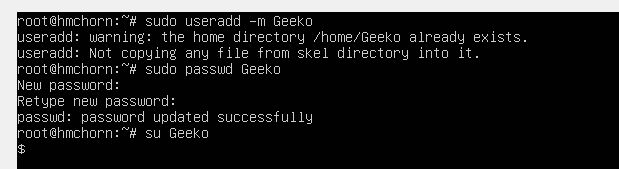 root@hmchorn:~# sudo useradd -m Geeko
useradd: warning: the home directory /home/Geeko already exists.
useradd: Not copying any file from skel directory into it.
root@hmchorn:~# sudo passwd Geeko
New password:
Retype new password:
passwd: password updated successfully
root@hmchorn:~# su Geeko
$